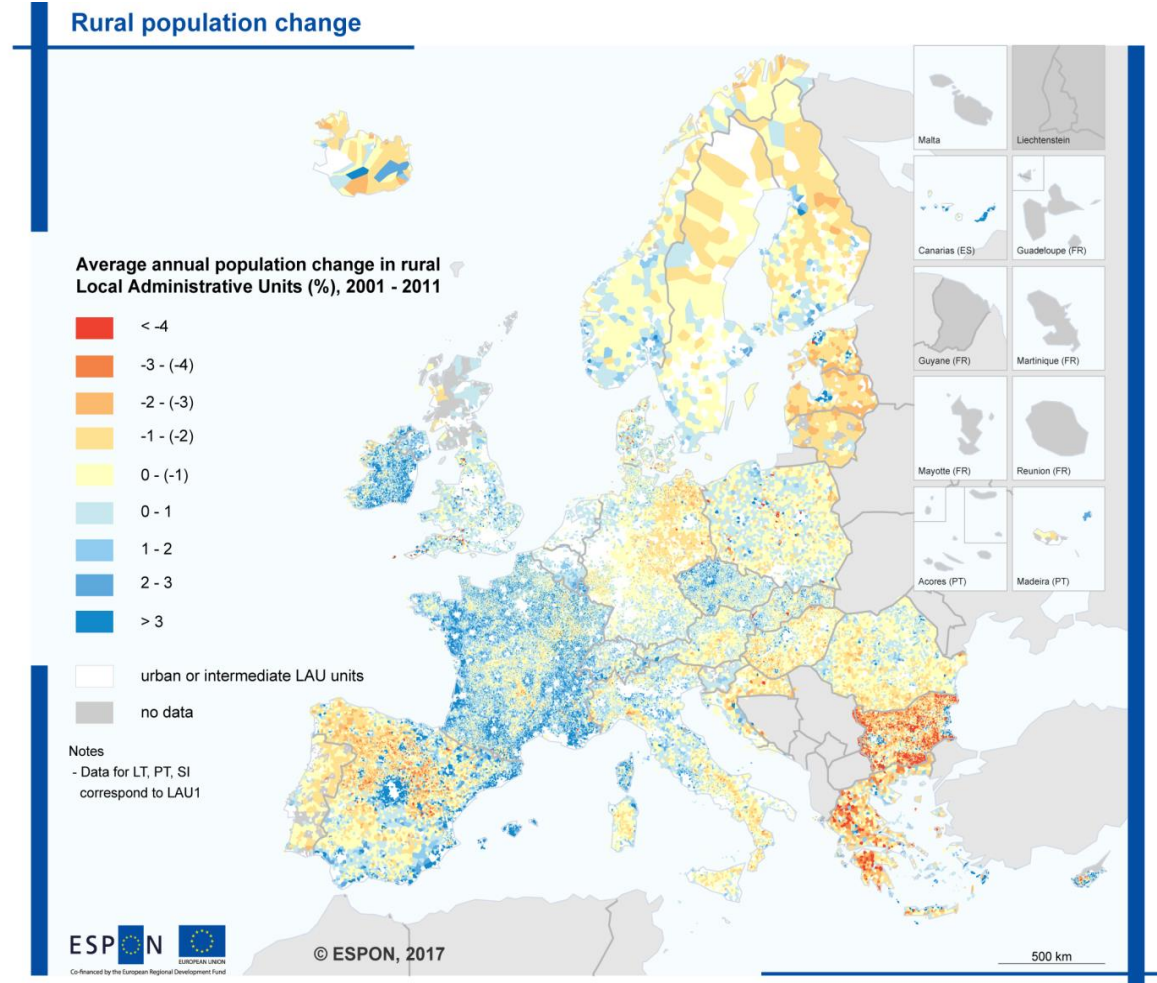 Rural population change
Malta
Liechtenstein
Canarias (ES)
Guadeloupe (FR)
Guyane (FR)
Martinique (FR)
Mayotte (FR)
Reunion (FR)
Acores (PT)
Madeira (PT)
Average annual population change in rural
Local Administrative Units (%), 2001 - 2011
< -4
-3 - (-4)
-2 - (-3)
-1 - (-2)
0 - (-1)
0 - 1
1 - 2
2 - 3
> 3
urban or intermediate LAU units
no data
Notes
- Data for LT, PT, SI
correspond to LAU1
ESPON
EUROPEAN UNION
Co-financed by the European Regional Development Fund
© ESPON, 2017
500 km